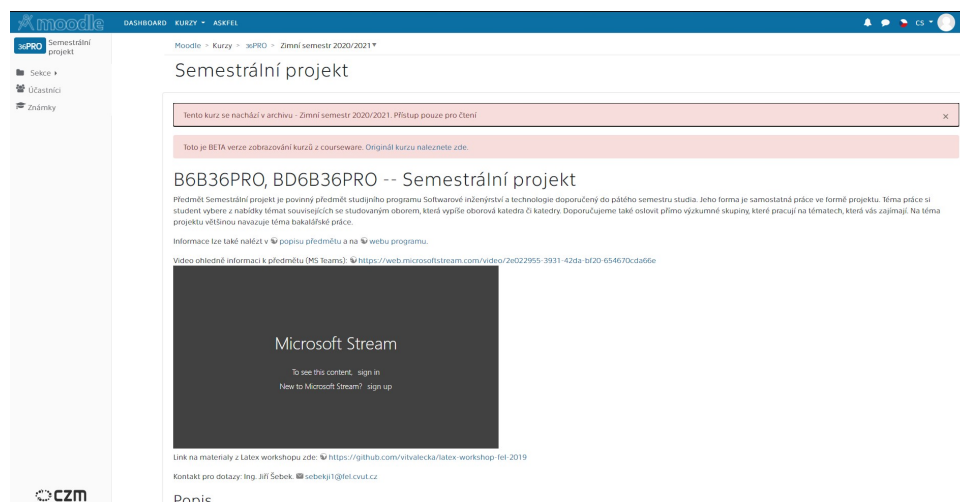 moodle DASHBOARD KURZY ASKFEL CS
36PRO Semestrální projekt
Moodle > Kurzy > 36PRO > Zimní semestr 2020/2021
Sekce
Účastníci
Známky
Semestrální projekt
Tento kurz se nachází v archivu - Zimní semestr 2020/2021. Přístup pouze pro čtení ×
Toto je BETA verze zobrazování kurzů z courseware. Originál kurzu naleznete zde.
B6B36PRO, BD6B36PRO -- Semestrální projekt
Předmět Semestrální projekt je povinný předmět studijního programu Softwarové inženýrství a technologie doporučený do pátého semestru studia. Jeho forma je samostatná práce ve formě projektu. Téma práce si
student vybere z nabídky témat souvisejících se studovaným oborem, která vypíše oborová katedra či katedry. Doporučujeme také oslovit přímo výzkumné skupiny, které pracují na tématech, která vás zajímají. Na téma
projektu většinou navazuje téma bakalářské práce.
Informace lze také nalézt v popisu předmětu a na webu programu.
Video ohledně informaci k předmětu (MS Teams): https://web.microsoftstream.com/video/2e022955-3931-42da-bf20-654670cda66e
Microsoft Stream
To see this content, sign in
New to Microsoft Stream? sign up
Link na materialy z Latex workshopu zde: https://github.com/vitvalecka/latex-workshop-fel-2019
Kontakt pro dotazy: Ing. Jiří Šebek. sebekji1@fel.cvut.cz
Popis
czm